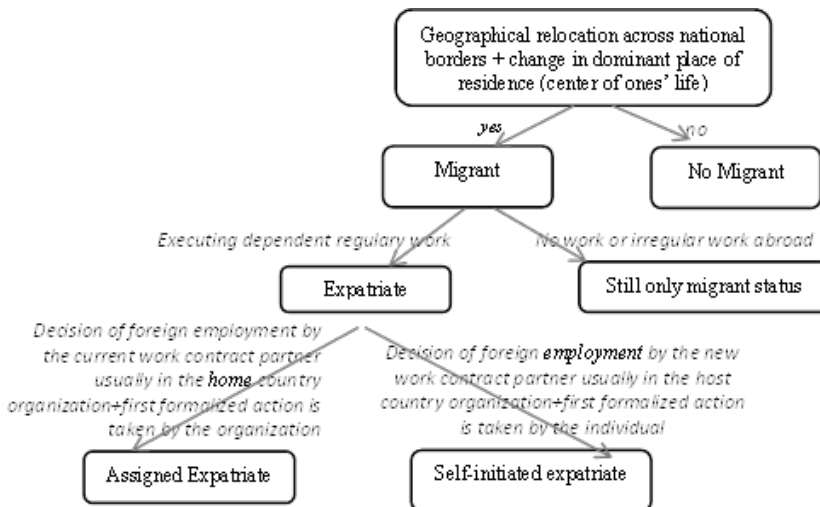 Geographical relocation across national
borders + change in dominant place of
residence (center of ones' life)
yes
no
Migrant
No Migrant
Executing dependent regulary work
No work or irregular work abroad
Expatriate
Still only migrant status
Decision of foreign employment by
the current work contract partner
usually in the home country
organization+first formalized action is
taken by the organization
Decision of foreign employment by the new
work contract partner usually in the host
country organization+first formalized action
is taken by the individual
Assigned Expatriate
Self-initiated expatriate